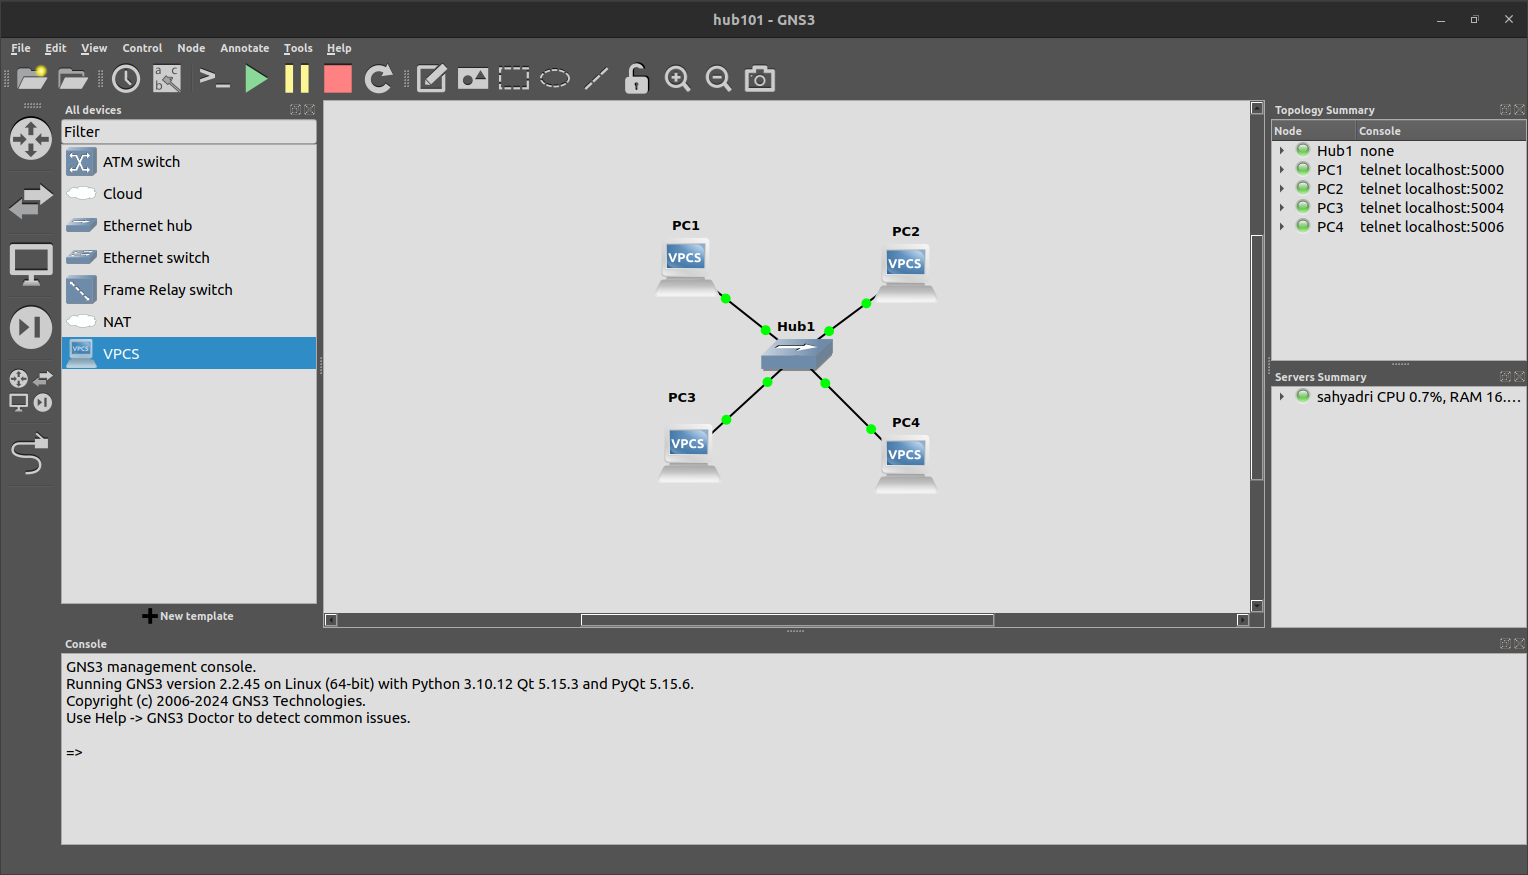 hub101 - GNS3
File Edit View Control Node Annotate Tools Help
All devices
Filter
ATM switch
Cloud
Ethernet hub
Ethernet switch
Frame Relay switch
NAT
VPCS
VPCS
New template
PC1
VPCS
PC2
VPCS
Hub1
PC3
VPCS
PC4
VPCS
Topology Summary
Node Console
Hub1 none
PC1 telnet localhost:5000
PC2 telnet localhost:5002
PC3 telnet localhost:5004
PC4 telnet localhost:5006
Servers Summary
sahyadri CPU 0.7%, RAM 16....
Console
GNS3 management console.
Running GNS3 version 2.2.45 on Linux (64-bit) with Python 3.10.12 Qt 5.15.3 and PyQt 5.15.6.
Copyright (c) 2006-2024 GNS3 Technologies.
Use Help -> GNS3 Doctor to detect common issues.
=>